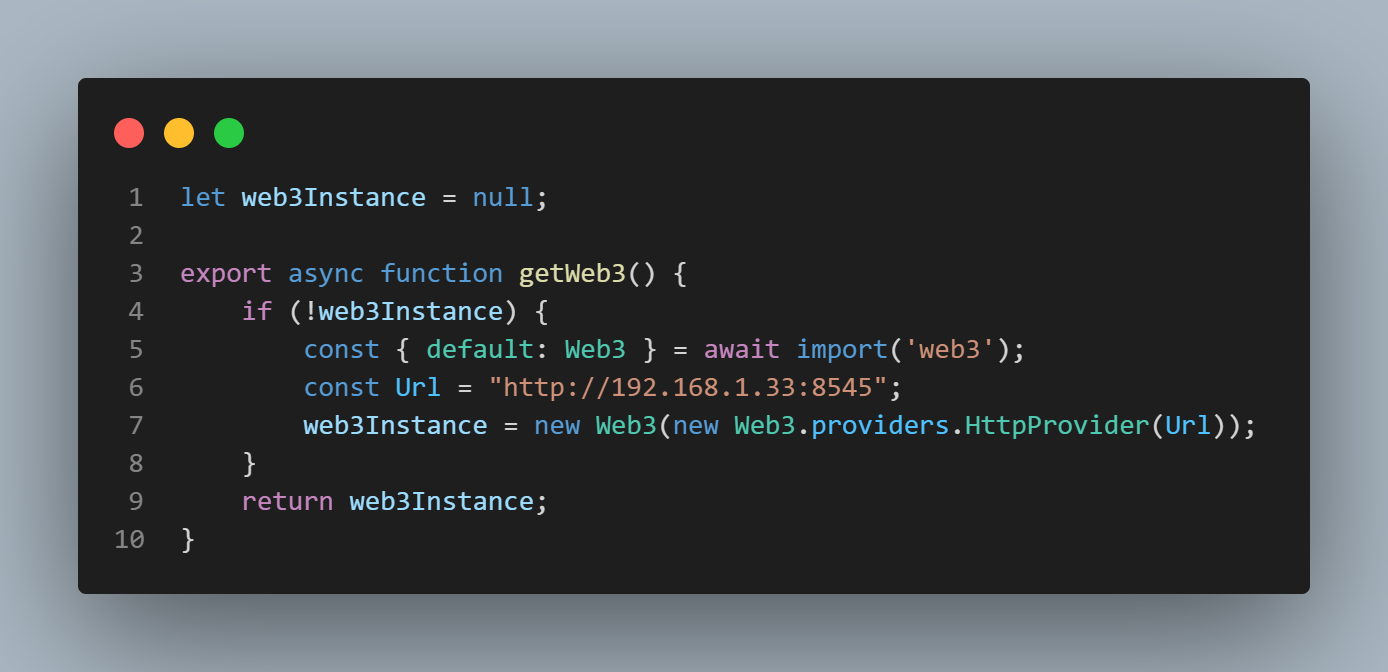 1 let web3Instance = null;
2
3 export async function getWeb3() {
4     if (!web3Instance) {
5         const { default: Web3 } = await import('web3');
6         const Url = "http://192.168.1.33:8545";
7         web3Instance = new Web3(new Web3.providers.HttpProvider(Url));
8     }
9     return web3Instance;
10 }